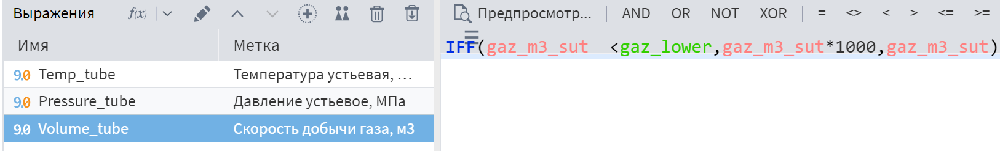 Выражения f(x) Предпросмотр... AND OR NOT XOR = <> < > <= >=
Имя Метка
IFF(gaz_m3_sut  <gaz_lower,gaz_m3_sut*1000,gaz_m3_sut)
9.0 Temp_tube Температура устьевая, ...
9.0 Pressure_tube Давление устьевое, МПа
9.0 Volume_tube Скорость добычи газа, м3